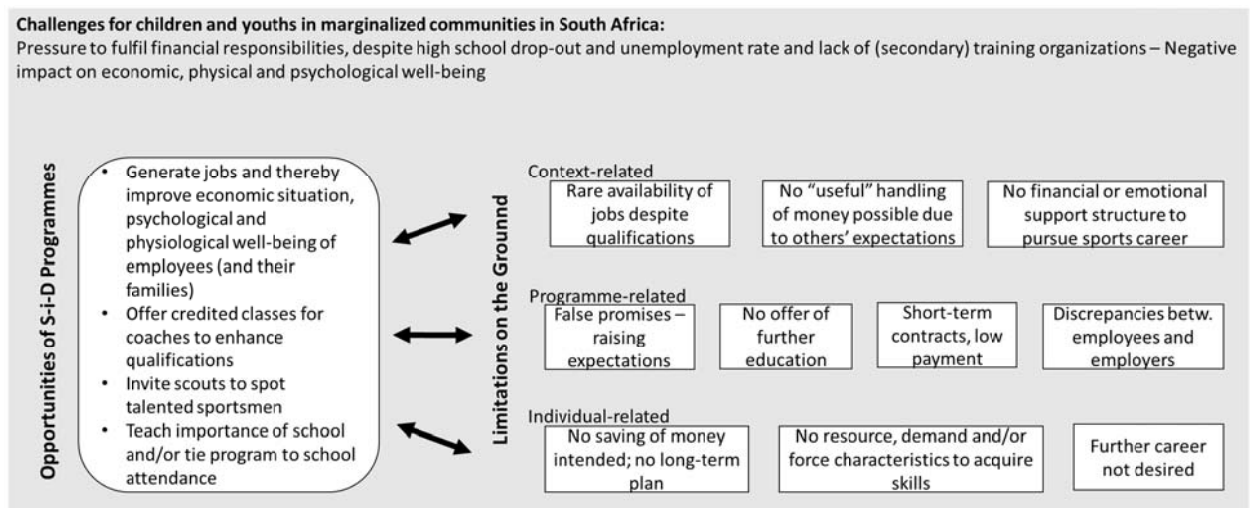 Challenges for children and youths in marginalized communities in South Africa:
Pressure to fulfil financial responsibilities, despite high school drop-out and unemployment rate and lack of (secondary) training organizations – Negative
impact on economic, physical and psychological well-being
Opportunities of S-i-D Programmes
• Generate jobs and thereby
improve economic situation,
psychological and
physiological well-being of
employees (and their
families)
• Offer credited classes for
coaches to enhance
qualifications
• Invite scouts to spot
talented sportsmen
• Teach importance of school
and/or tie program to school
attendance
Limitations on the Ground
Context-related
Rare availability of
jobs despite
qualifications
No “useful” handling
of money possible due
to others’ expectations
No financial or emotional
support structure to
pursue sports career
Programme-related
False promises –
raising
expectations
No offer of
further
education
Short-term
contracts, low
payment
Discrepancies betw.
employees and
employers
Individual-related
No saving of money
intended; no long-term
plan
No resource, demand and/or
force characteristics to acquire
skills
Further career
not desired